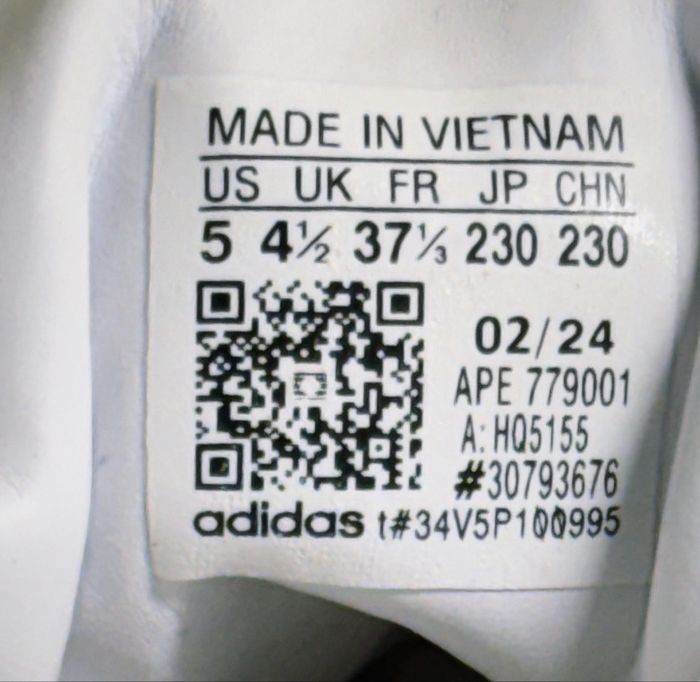 MADE IN VIETNAM
US UK FR JP CHN
5 4½ 37⅓ 230 230
02/24
APE 779001
A: HQ5155
#30793676
adidas t#34V5P100995